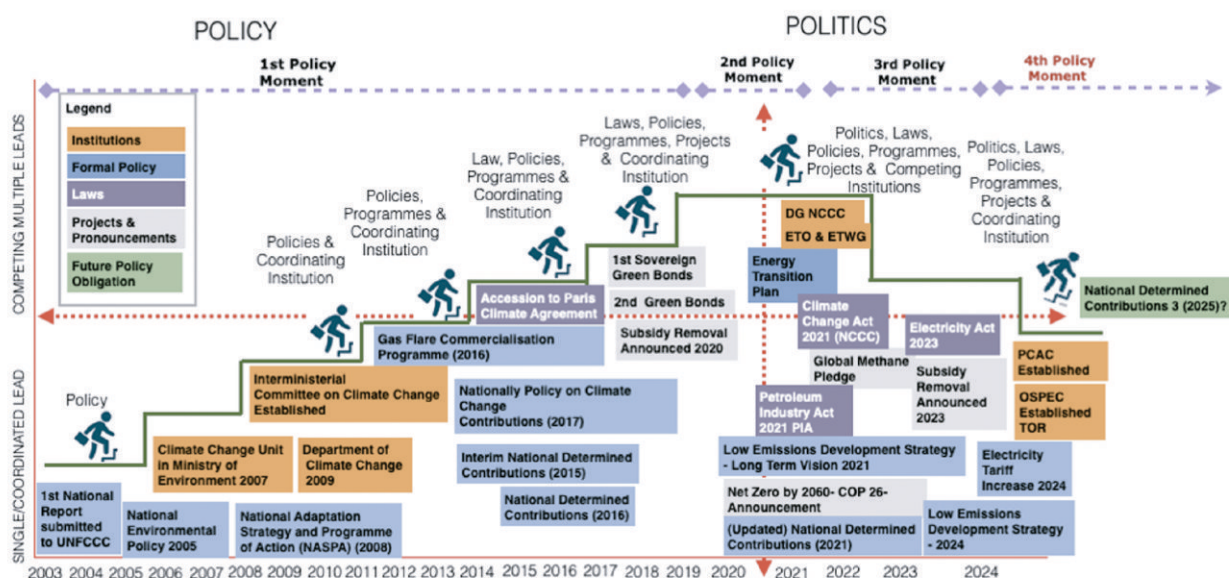 POLICY
POLITICS
1st Policy
Moment
2nd Policy
Moment
3rd Policy
Moment
4th Policy
Moment
COMPETING MULTIPLE LEADS
SINGLE/COORDINATED LEAD
Legend
Institutions
Formal Policy
Laws
Projects &
Pronouncements
Future Policy
Obligation
Policy
Policies &
Coordinating
Institution
Policies,
Programmes &
Coordinating
Institution
Law, Policies,
Programmes &
Coordinating
Institution
Laws, Policies,
Programmes, Projects
& Coordinating
Institution
Politics, Laws,
Policies, Programmes,
Projects & Competing
Institutions
Politics, Laws,
Policies,
Programmes,
Projects &
Coordinating
Institution
1st National
Report
submitted
to UNFCCC
National
Environmental
Policy 2005
Climate Change Unit
in Ministry of
Environment 2007
National Adaptation
Strategy and Programme
of Action (NASPA) (2008)
Interministerial
Committee on Climate Change
Established
Department of
Climate Change
2009
Gas Flare Commercialisation
Programme (2016)
Accession to Paris
Climate Agreement
Nationally Policy on Climate
Change
Contributions (2017)
Interim National Determined
Contributions (2015)
National Determined
Contributions (2016)
1st Sovereign
Green Bonds
2nd Green Bonds
Subsidy Removal
Announced 2020
DG NCCC
ETO & ETWG
Energy
Transition
Plan
Climate
Change Act
2021 (NCCC)
Global Methane
Pledge
Petroleum
Industry Act
2021 PIA
Electricity Act
2023
Subsidy
Removal
Announced
2023
Low Emissions Development Strategy
- Long Term Vision 2021
Net Zero by 2060- COP 26-
Announcement
(Updated) National Determined
Contributions (2021)
National Determined
Contributions 3 (2025)?
PCAC
Established
OSPEC
Established
TOR
Electricity
Tariff
Increase 2024
Low Emissions
Development Strategy
- 2024
2003 2004 2005 2006 2007 2008 2009 2010 2011 2012 2013 2014 2015 2016 2017 2018 2019 2020 2021 2022 2023 2024